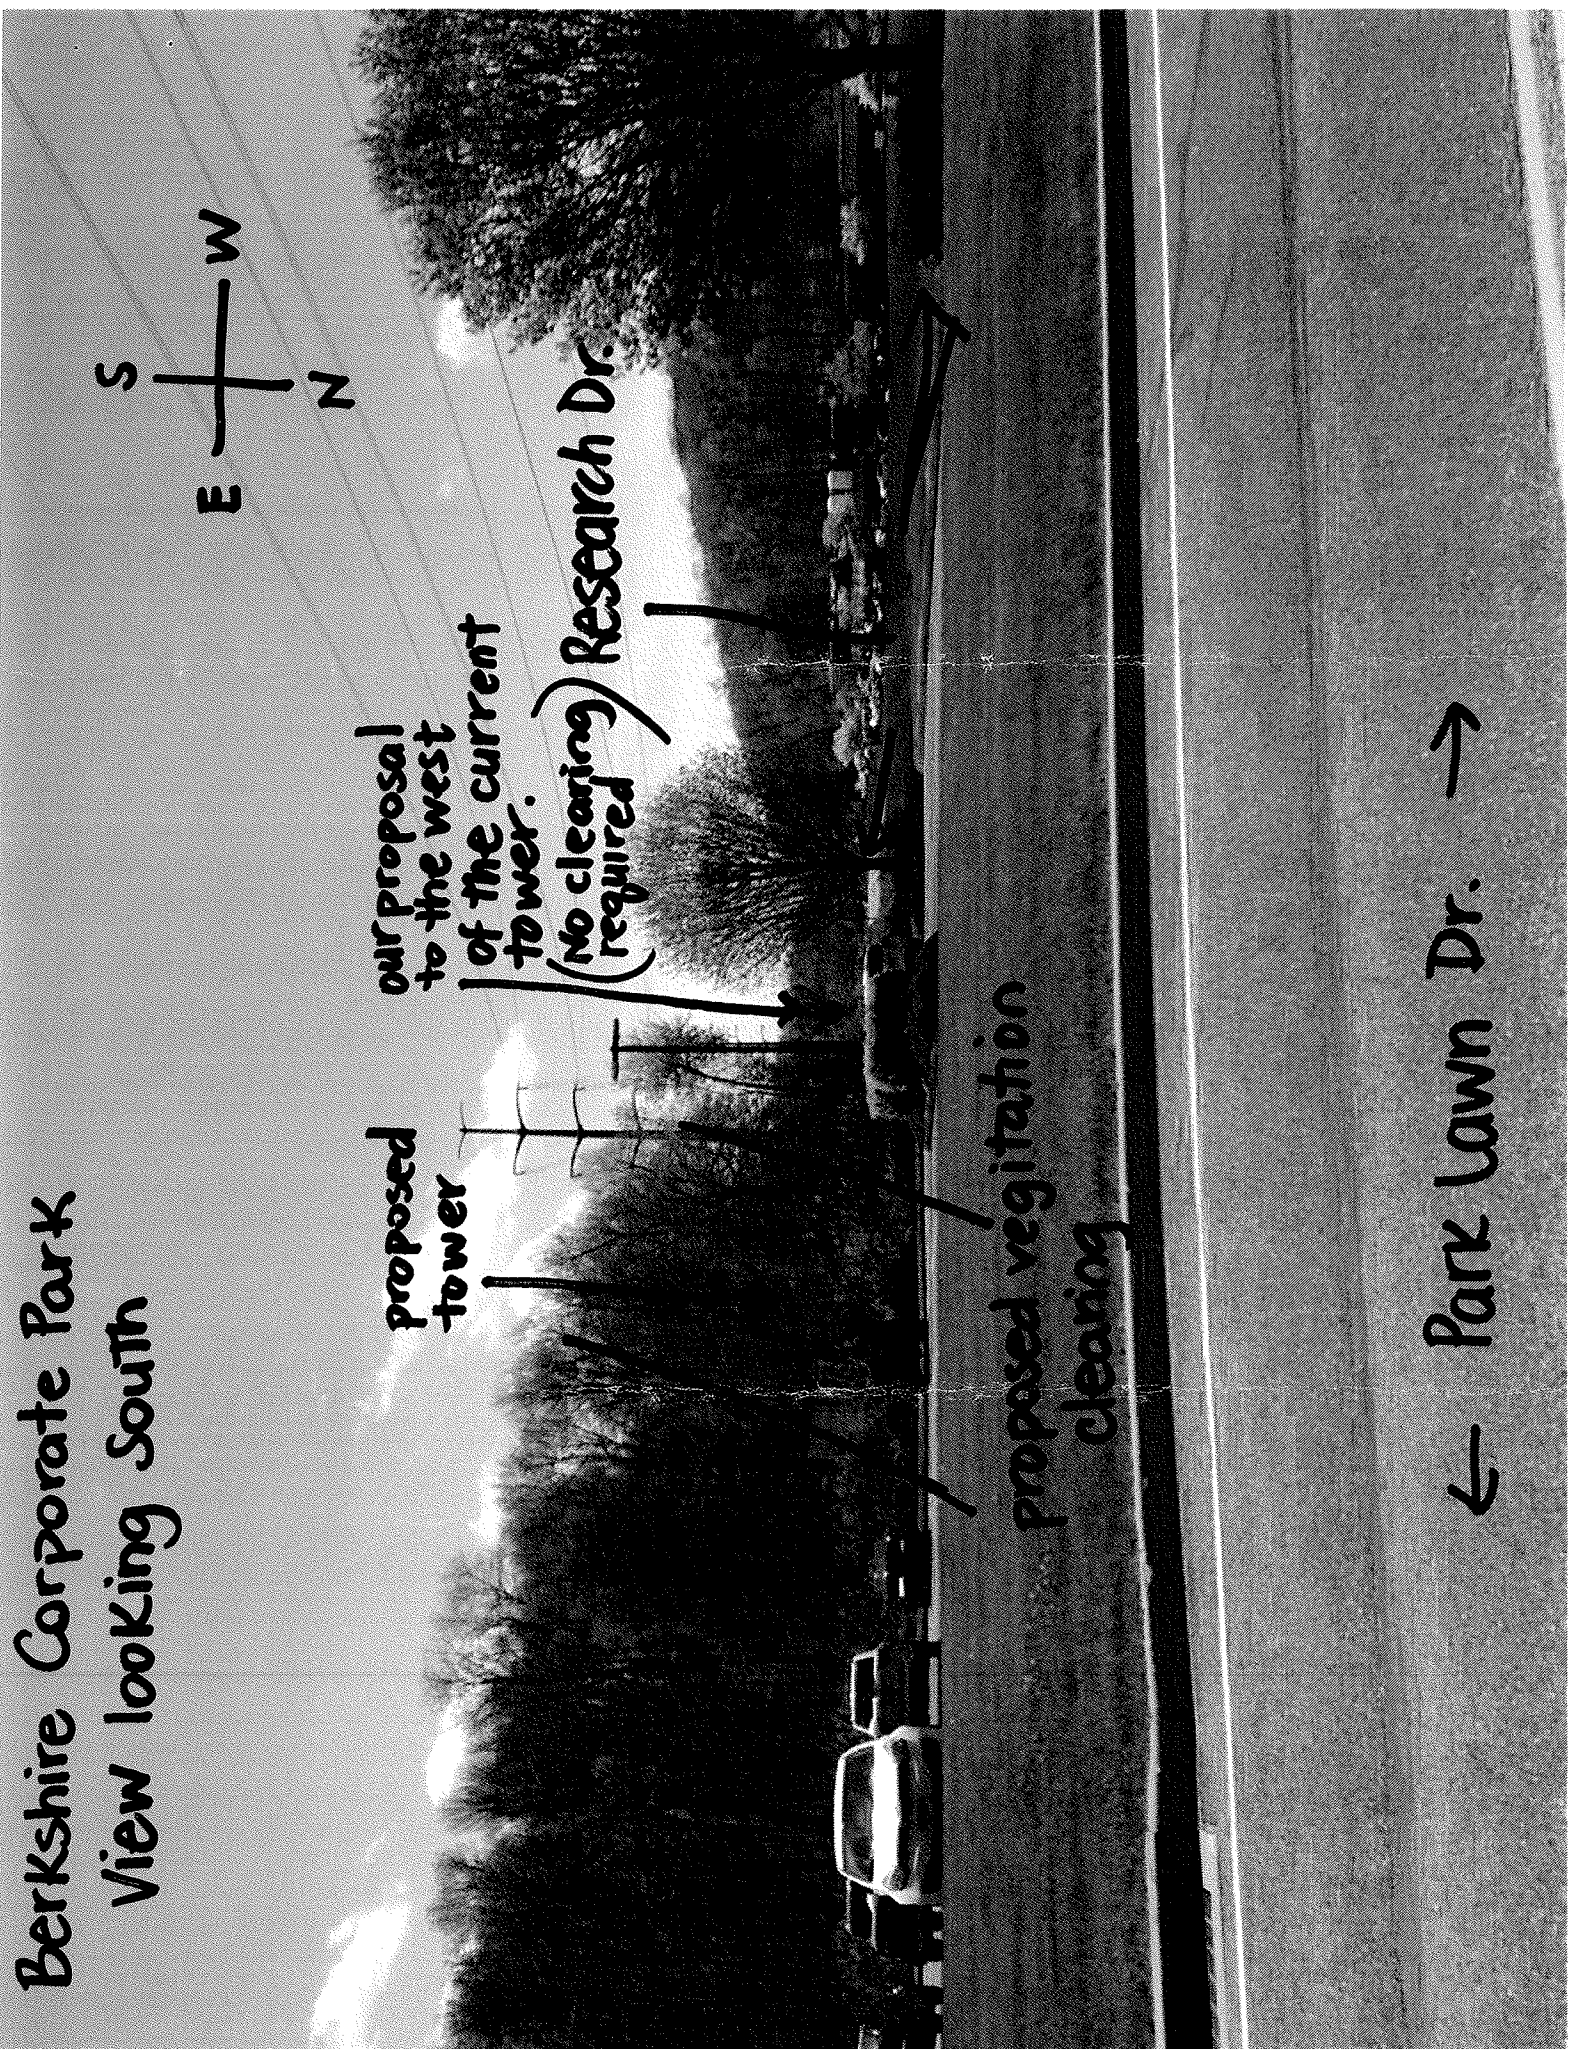 Berkshire Corporate Park
View looking South
S
E
W
N
proposed
tower
our proposal
to the west
of the current
tower.
(No clearing)
required
Research Dr.
proposed vegitation
clearing
← Park Lawn Dr. →